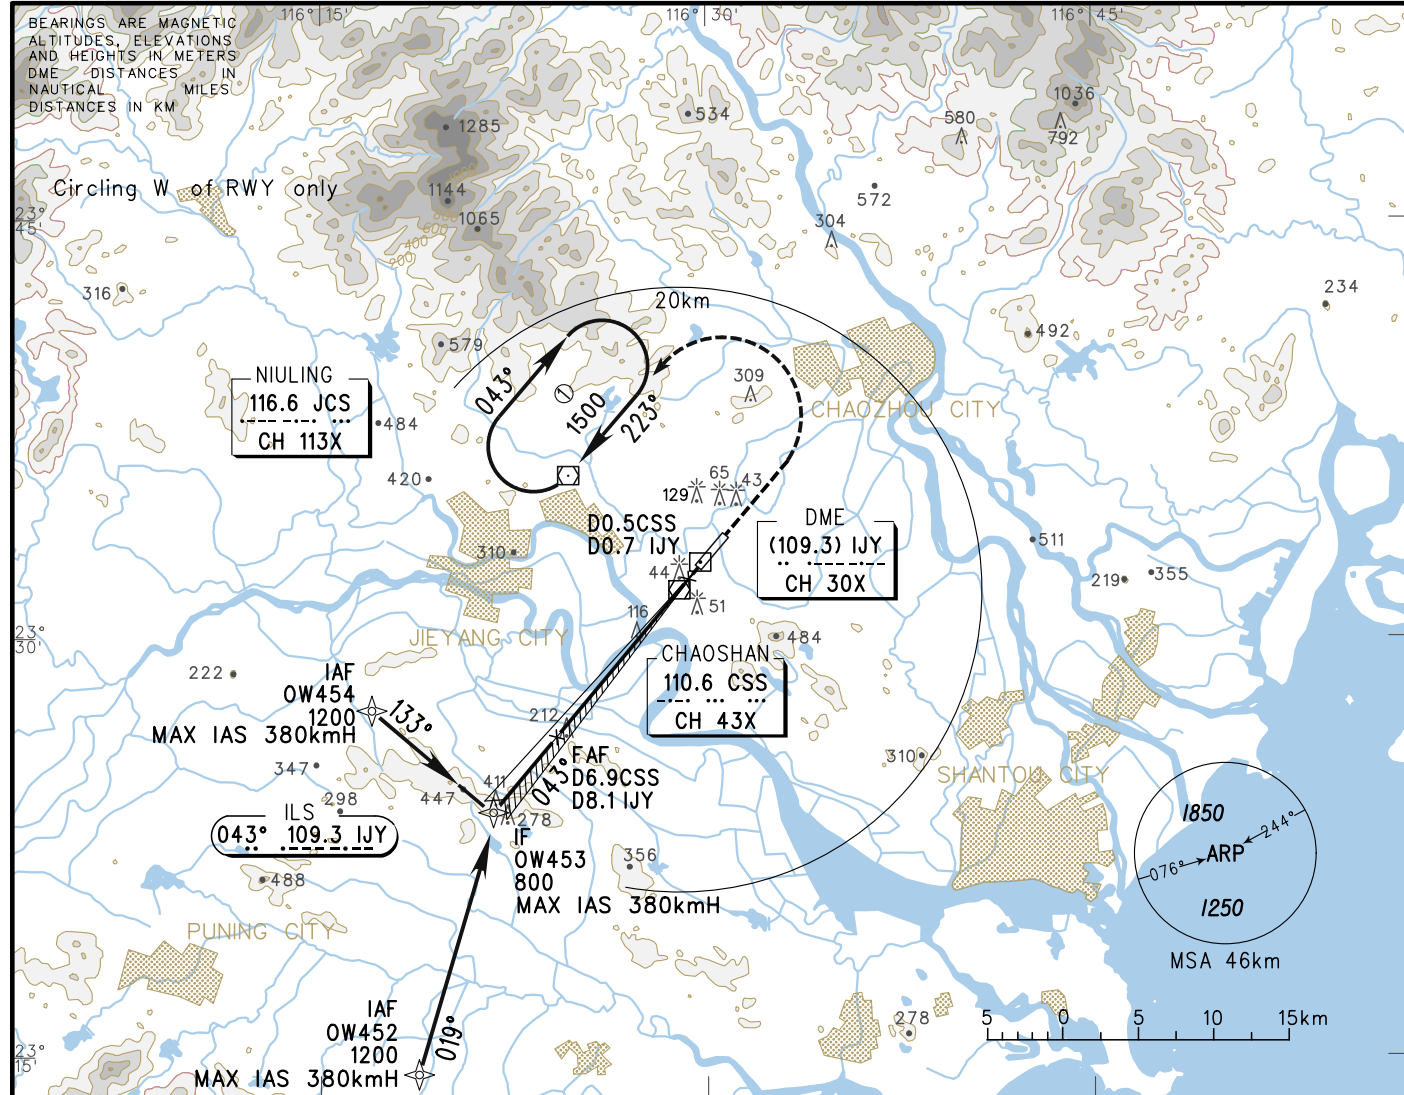 116° 15'
116° 30'
116° 45'
BEARINGS ARE MAGNETIC
ALTITUDES, ELEVATIONS
AND HEIGHTS IN METERS
DME DISTANCES IN
NAUTICAL MILES
DISTANCES IN KM
1285
534
1036
580
792
Circling W of RWY only
1144
1065
600
400
200
572
304
23°
45'
316
234
20km
492
579
NIULING
116.6 JCS
CH 113X
043°
1
1500
223°
309
CHAOZHOU CITY
484
420
65
43
129
D0.5CSS
D0.7 IJY
DME
(109.3) IJY
CH 30X
511
310
44
219
355
51
116
23°
30'
JIEYANG CITY
484
CHAOSHAN
110.6 CSS
CH 43X
222
IAF
OW454
1200
MAX IAS 380kmH
133°
212
FAF
D6.9CSS
D8.1 IJY
043°
347
310
SHANTOU CITY
411
447
298
278
ILS
043° 109.3 IJY
IF
OW453
800
MAX IAS 380kmH
356
1850
244°
ARP
076°
1250
MSA 46km
488
PUNING CITY
IAF
OW452
1200
MAX IAS 380kmH
019°
278
5 0 5 10 15km
23°
15'